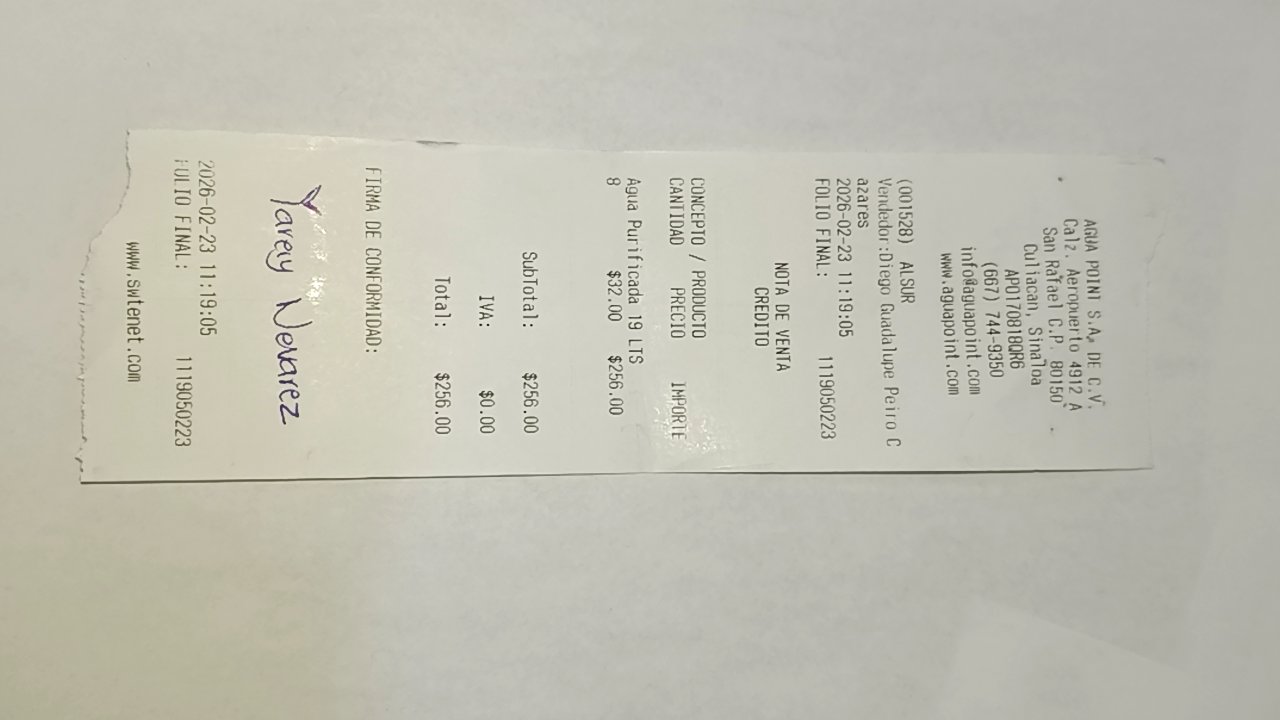 AGUA POINT S.A. DE C.V.
Calz. Aeropuerto 4912 A
San Rafael C.P. 80150
Culiacan, Sinaloa
APO170818QR6
(667) 744-9350
info@aguapoint.com
www.aguapoint.com
(001528) ALSUR
Vendedor:Diego Guadalupe Peiro C
azares
2026-02-23 11:19:05
FOLIO FINAL: 1119050223
NOTA DE VENTA
CREDITO
CONCEPTO / PRODUCTO
CANTIDAD PRECIO IMPORTE
Agua Purificada 19 LTS
8 $32.00 $256.00
SubTotal: $256.00
IVA: $0.00
Total: $256.00
FIRMA DE CONFORMIDAD:
Yarely Nevarez
2026-02-23 11:19:05
FOLIO FINAL: 1119050223
www.swtenet.com